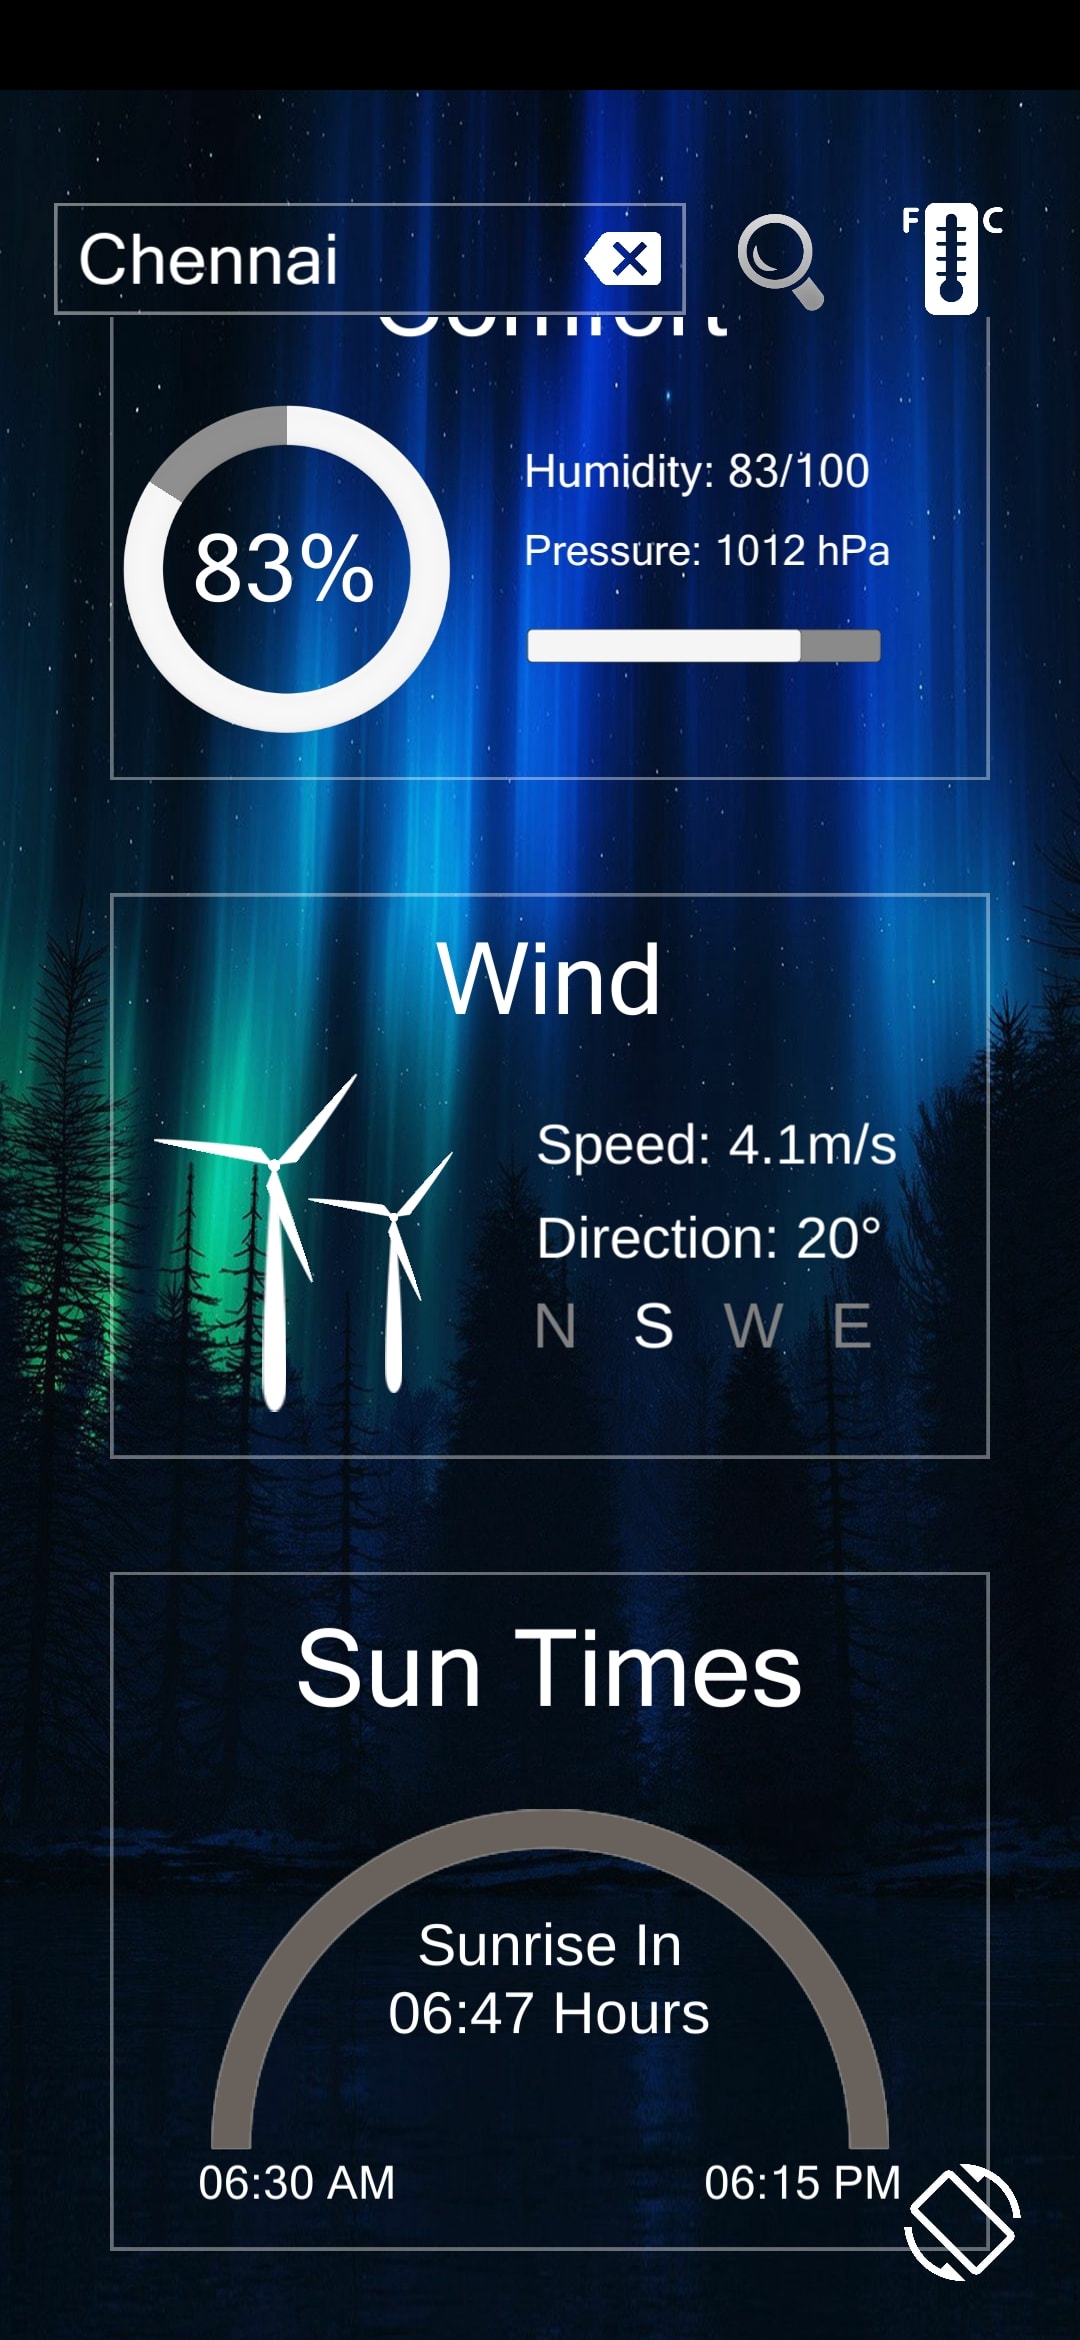 F C
Chennai
Comfort
Humidity: 83/100
Pressure: 1012 hPa
83%
Wind
Speed: 4.1m/s
Direction: 20°
N S W E
Sun Times
Sunrise In
06:47 Hours
06:30 AM 06:15 PM